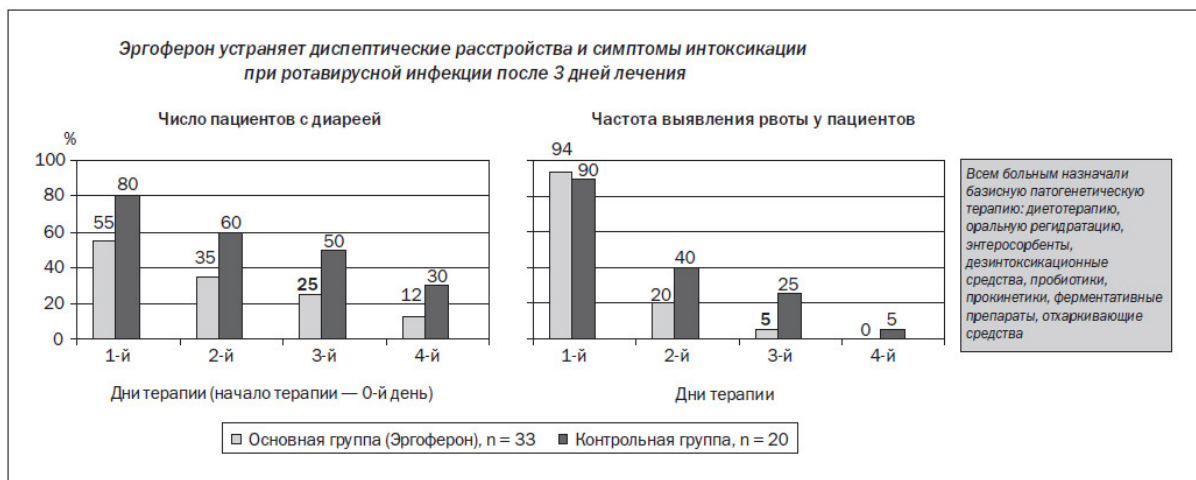 Эргоферон устраняет диспептические расстройства и симптомы интоксикации
при ротавирусной инфекции после 3 дней лечения
Число пациентов с диареей
%
100
80
60
40
20
0
55
80
35
60
25
50
12
30
1-й
2-й
3-й
4-й
Дни терапии (начало терапии — 0-й день)
Частота выявления рвоты у пациентов
94
90
20
40
5
25
0
5
1-й
2-й
3-й
4-й
Дни терапии
Всем больным назначали
базисную патогенетическую
терапию: диетотерапию,
оральную регидратацию,
энтеросорбенты,
дезинтоксикационные
средства, пробиотики,
прокинетики, ферментативные
препараты, отхаркивающие
средства
Основная группа (Эргоферон), n = 33
Контрольная группа, n = 20